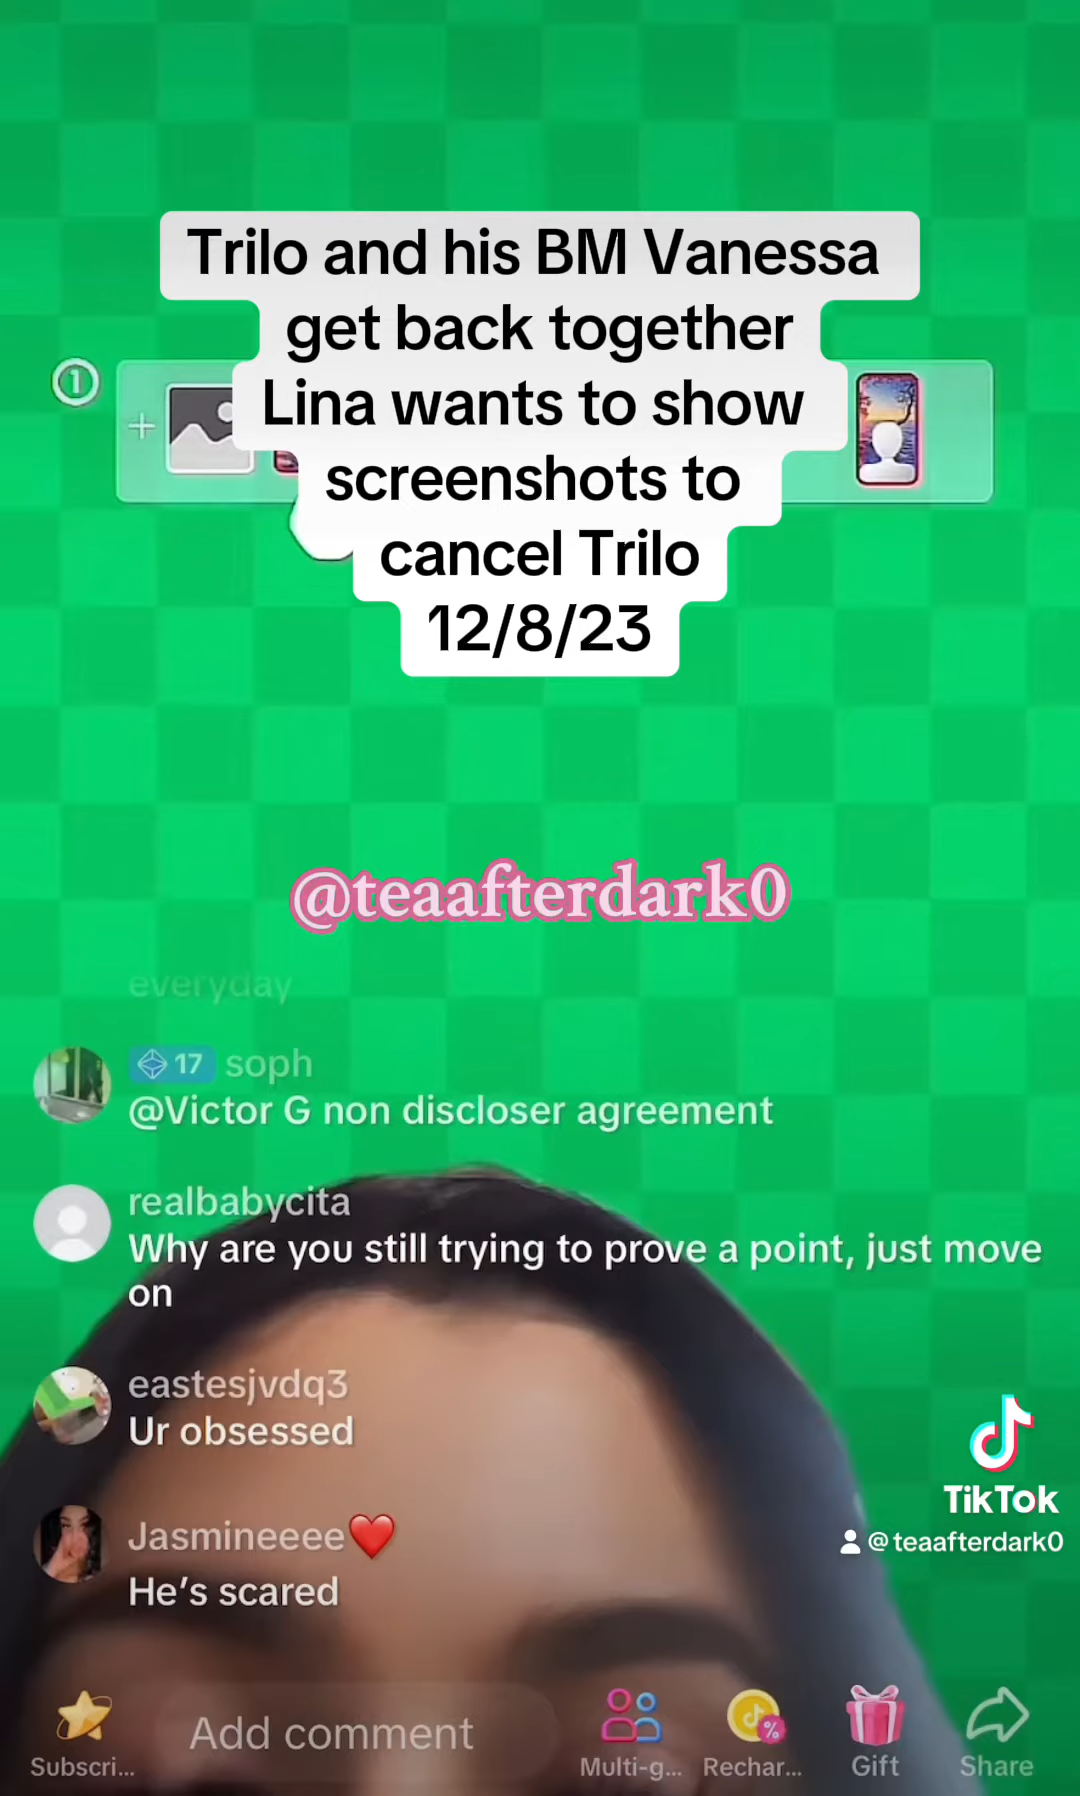 Trilo and his BM Vanessa
get back together
Lina wants to show
screenshots to
cancel Trilo
12/8/23
1
@teaafterdark0
everyday
17 soph
@Victor G non discloser agreement
realbabycita
Why are you still trying to prove a point, just move
on
eastesjvdq3
Ur obsessed
Jasmineeee❤️
He’s scared
TikTok
@teaafterdark0
Add comment
Subscri... Multi-g... Rechar... Gift Share